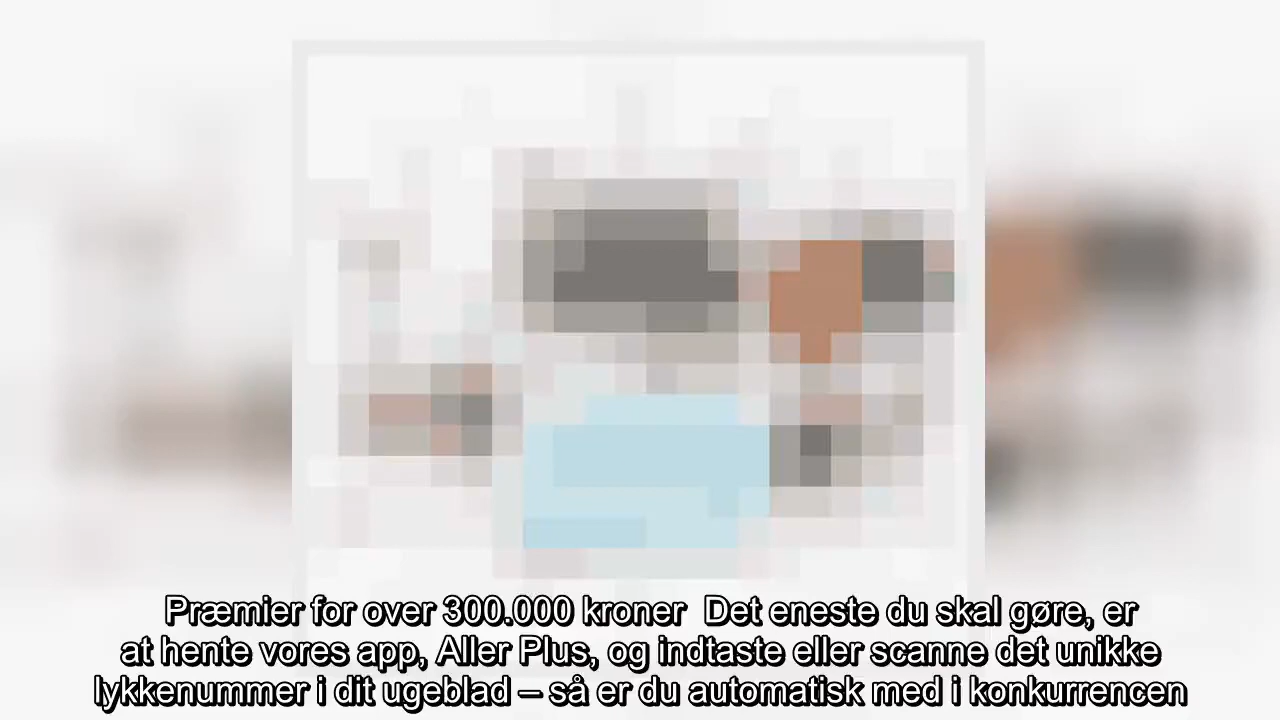 Præmier for over 300.000 kroner  Det eneste du skal gøre, er
at hente vores app, Aller Plus, og indtaste eller scanne det unikke
lykkenummer i dit ugeblad – så er du automatisk med i konkurrencen